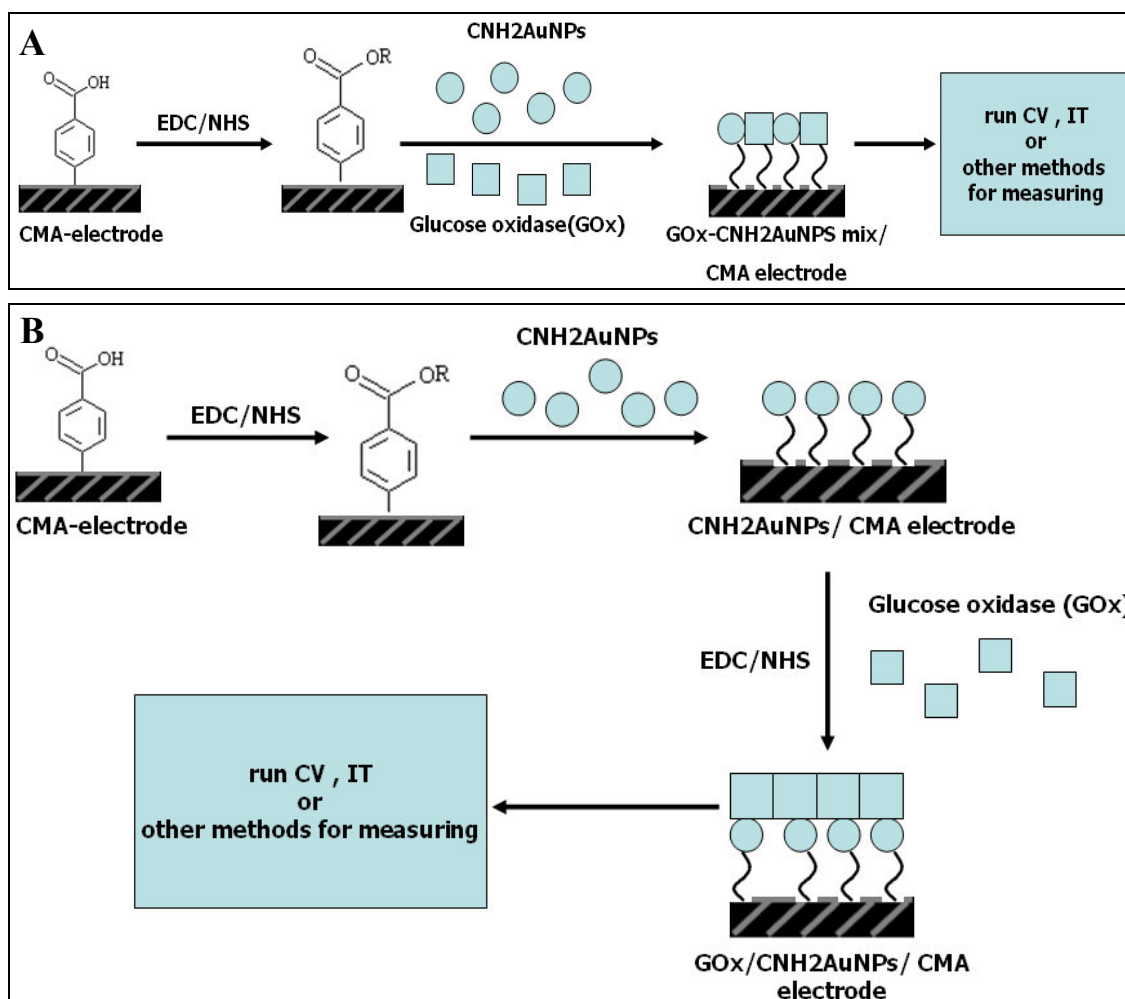 A
CNH2AuNPs
O
OR
O
OH
EDC/NHS
run CV , IT
or
other methods
for measuring
CMA-electrode
Glucose oxidase(GOx)
GOx-CNH2AuNPS mix/
CMA electrode
B
CNH2AuNPs
O
OH
O
OR
EDC/NHS
CMA-electrode
CNH2AuNPs/ CMA electrode
Glucose oxidase (GOx)
EDC/NHS
run CV , IT
or
other methods for measuring
GOx/CNH2AuNPs/ CMA
electrode